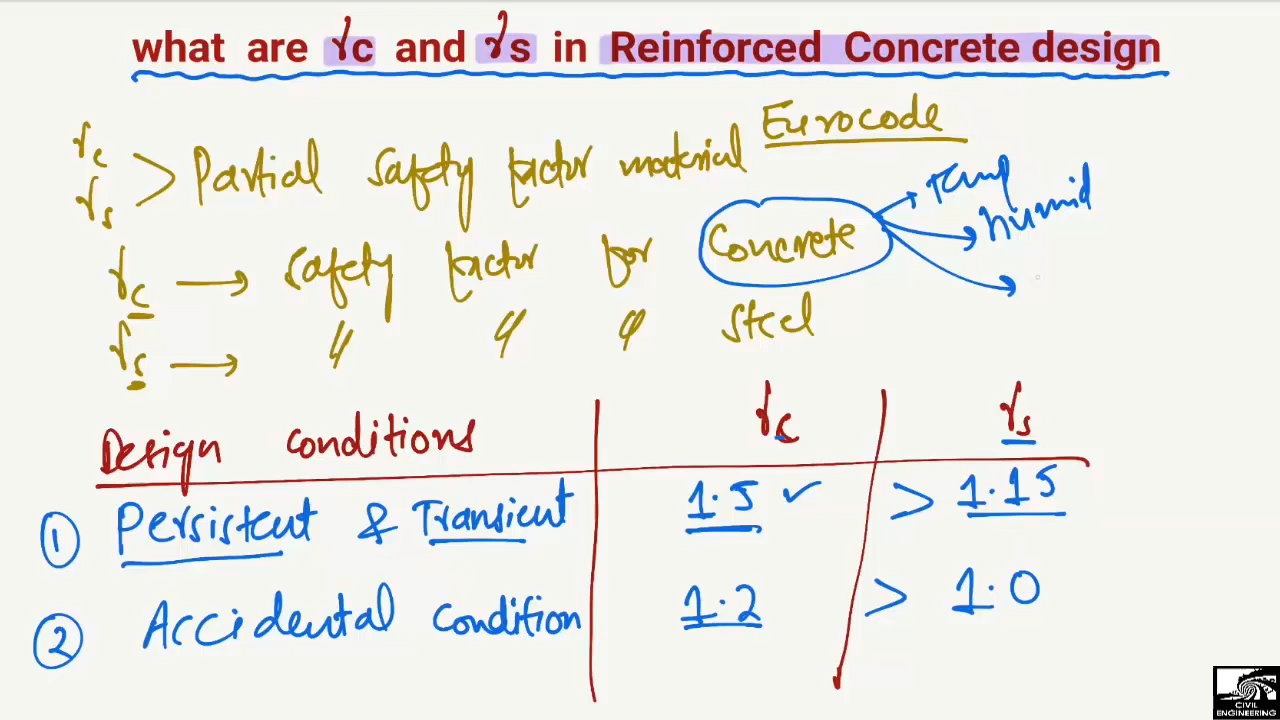 what are γc and γs in Reinforced Concrete design
Eurocode
γc
γs > Partial safety factor material
temp
humid
γc → safety factor for Concrete
γs → " " " steel
Design conditions γc γs
① Persistent & Transient 1.5 ✓ > 1.15
② Accidental condition 1.2 > 1.0
CIVIL
ENGINEERING